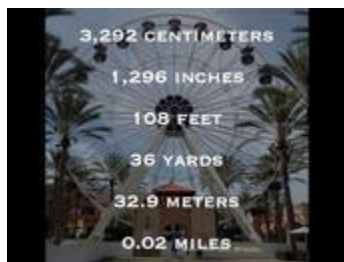 3,292 CENTIMETERS
1,296 INCHES
108 FEET
36 YARDS
32.9 METERS
0.02 MILES